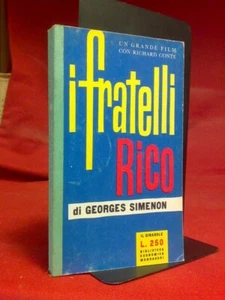 UN GRANDE FILM
CON RICHARD CONTE
i fratelli
Rico
di GEORGES SIMENON
IL GIRASOLE
L. 250
BIBLIOTECA
ECONOMICA
MONDADORI